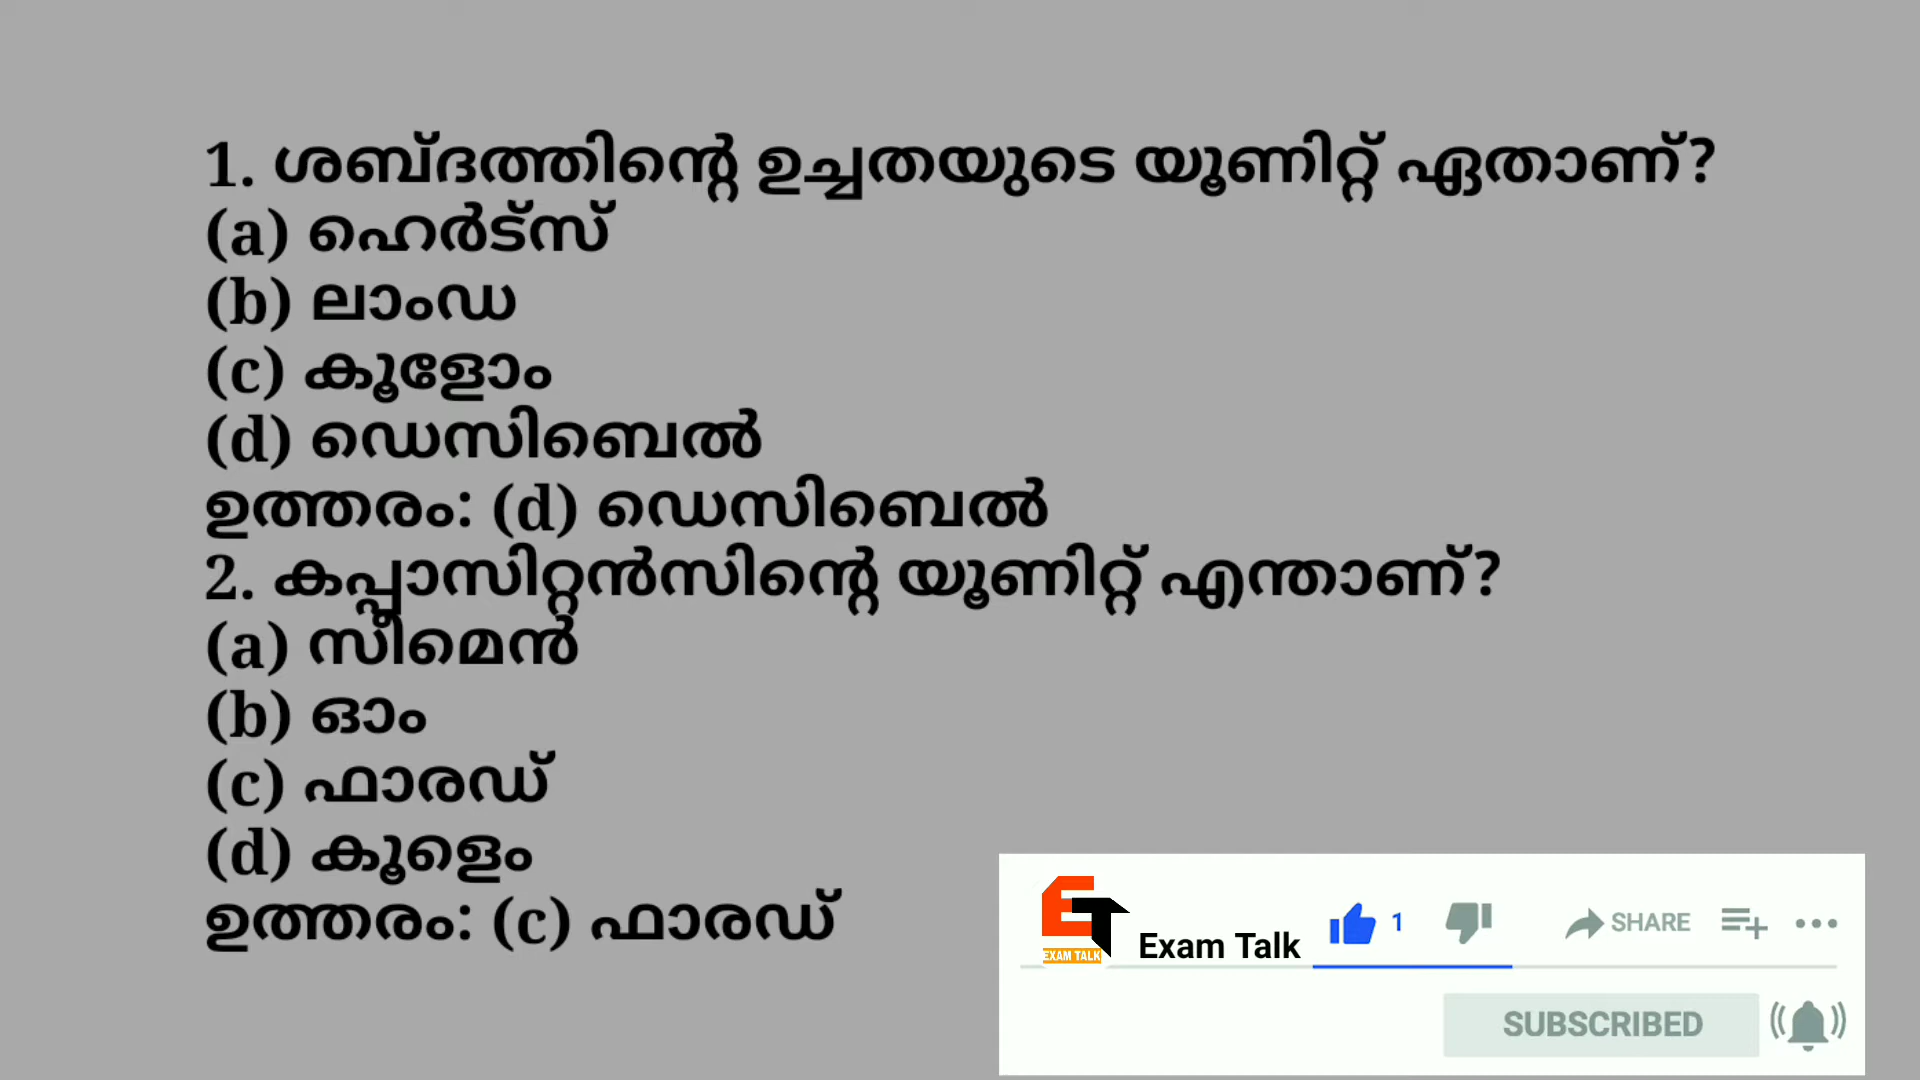 1. ശബ്ദത്തിന്റെ ഉച്ചതയുടെ യൂണിറ്റ് ഏതാണ്?
(a) ഹെർട്സ്
(b) ലാംഡ
(c) കൂളോം
(d) ഡെസിബെൽ
ഉത്തരം: (d) ഡെസിബെൽ
2. കപ്പാസിറ്റൻസിന്റെ യൂണിറ്റ് എന്താണ്?
(a) സീമെൻ
(b) ഓം
(c) ഫാരഡ്
(d) കൂളെം
ഉത്തരം: (c) ഫാരഡ്
ET
EXAM TALK
Exam Talk
1
SHARE
SUBSCRIBED